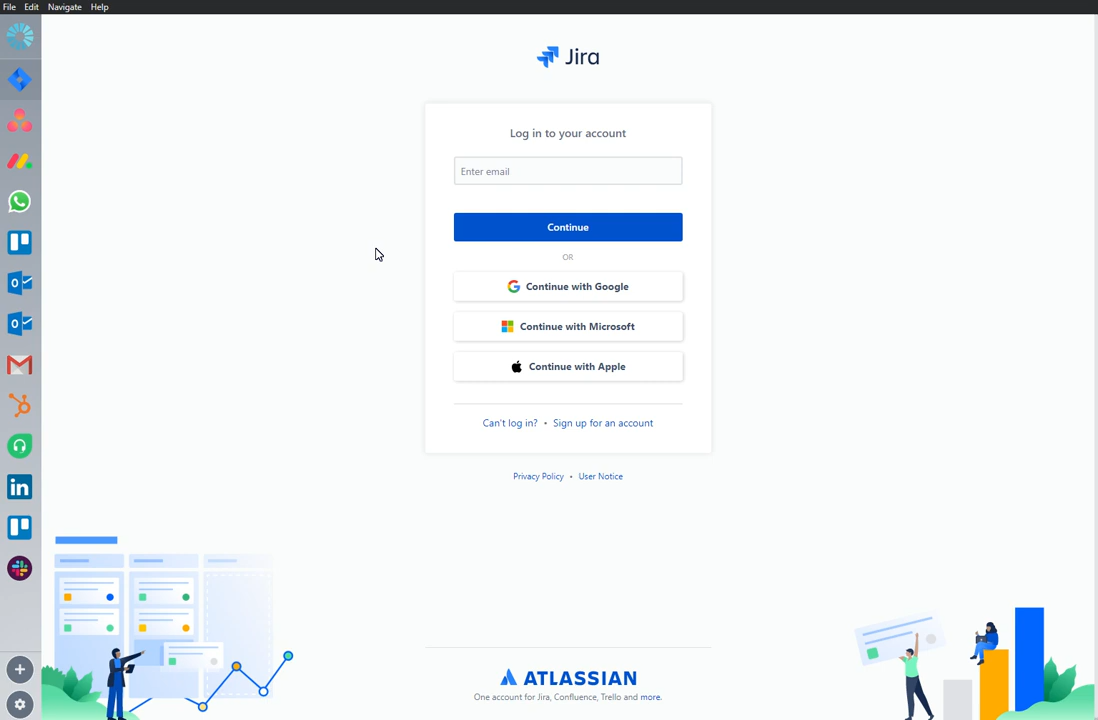 File Edit Navigate Help
Jira
Log in to your account
Enter email
Continue
OR
Continue with Google
Continue with Microsoft
Continue with Apple
Can't log in? • Sign up for an account
Privacy Policy • User Notice
ATLASSIAN
One account for Jira, Confluence, Trello and more.
in